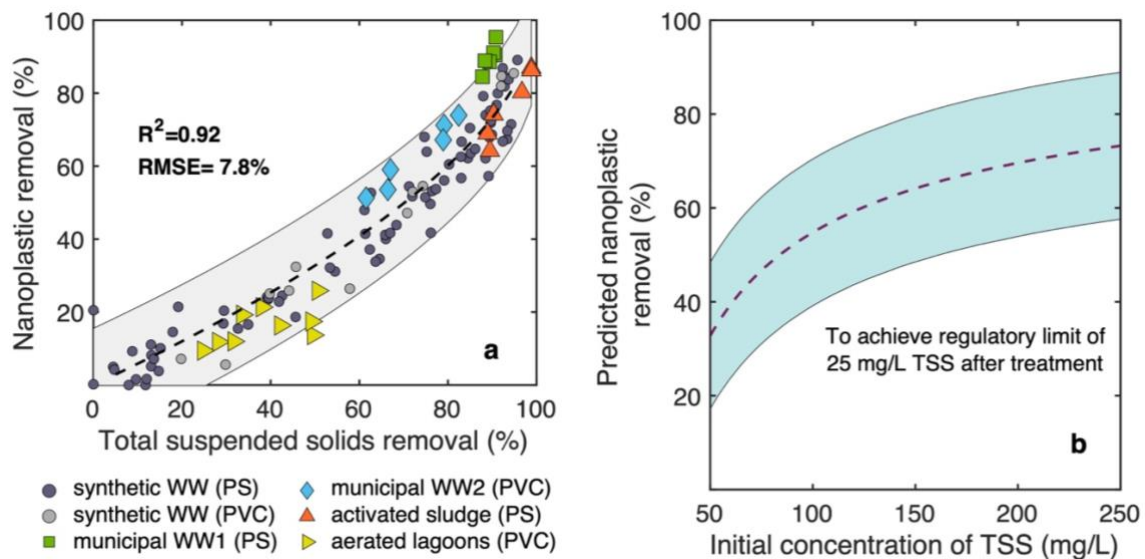 100
80
60
40
20
0
20
40
60
80
100
Nanoplastic removal (%)
R²=0.92
RMSE= 7.8%
a
Total suspended solids removal (%)
synthetic WW (PS)
synthetic WW (PVC)
municipal WW1 (PS)
municipal WW2 (PVC)
activated sludge (PS)
aerated lagoons (PVC)
100
80
60
40
20
50
100
150
200
250
Predicted nanoplastic
removal (%)
To achieve regulatory limit of
25 mg/L TSS after treatment
b
Initial concentration of TSS (mg/L)